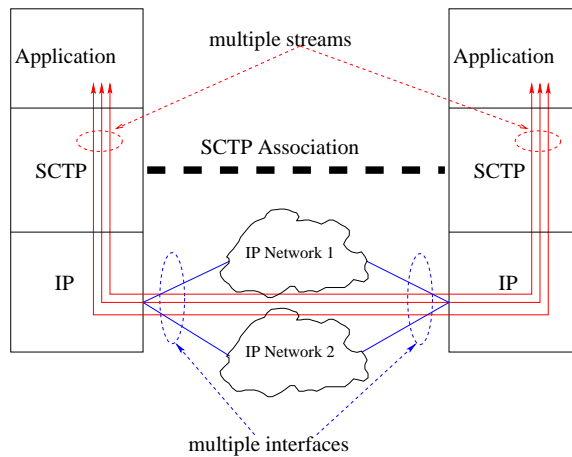 multiple streams
Application
Application
SCTP Association
SCTP
SCTP
IP Network 1
IP
IP
IP Network 2
multiple interfaces